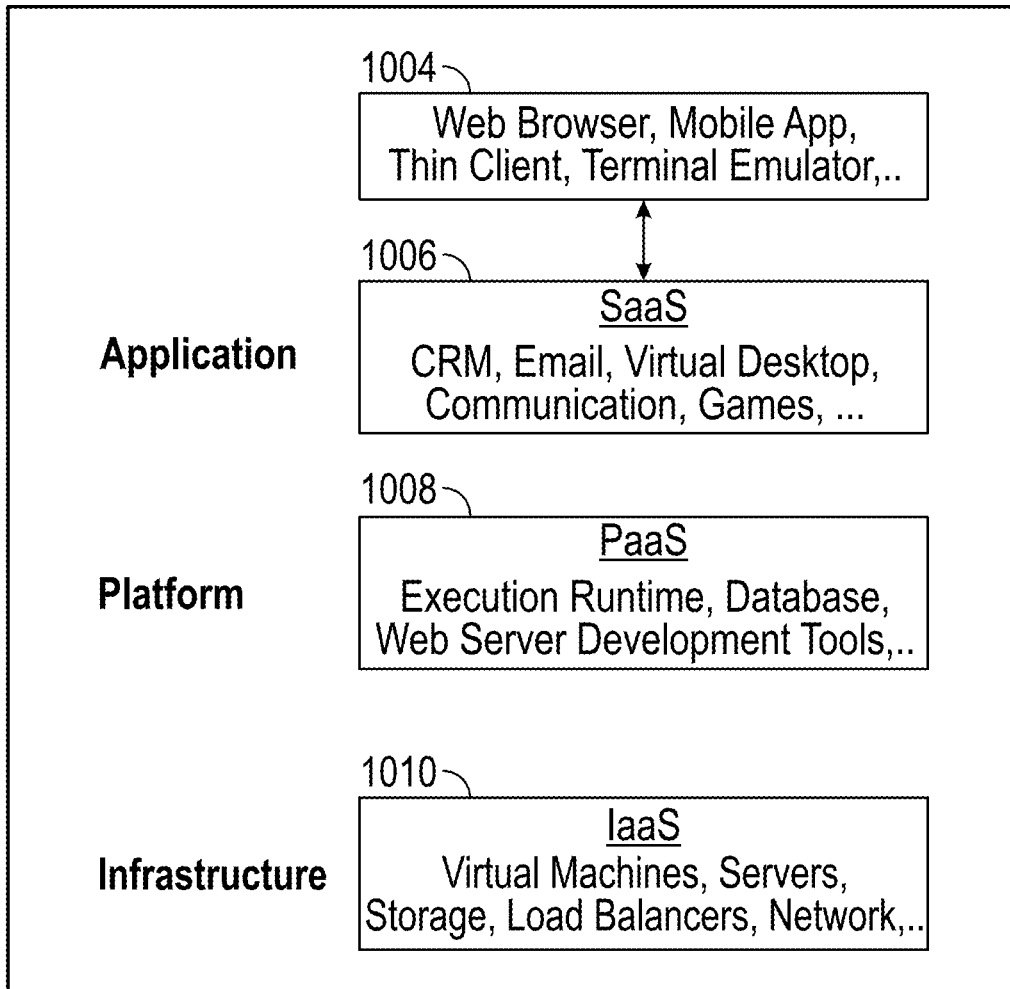 1004
Web Browser, Mobile App,
Thin Client, Terminal Emulator,..
1006
Application
SaaS
CRM, Email, Virtual Desktop,
Communication, Games, ...
1008
Platform
PaaS
Execution Runtime, Database,
Web Server Development Tools,..
1010
Infrastructure
IaaS
Virtual Machines, Servers,
Storage, Load Balancers, Network,..